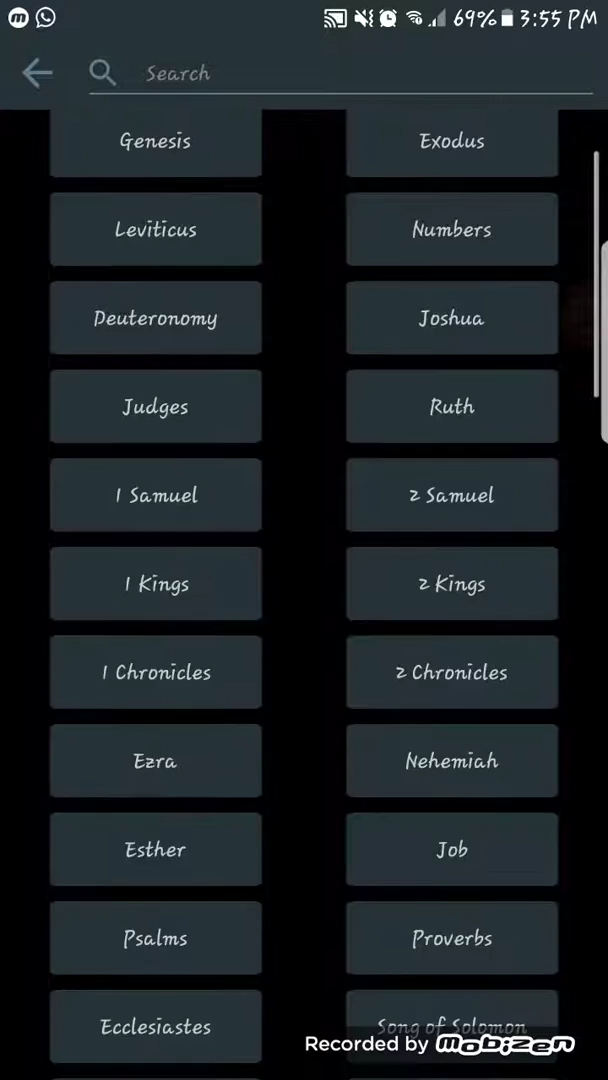 69% 3:55 PM
Search
Genesis Exodus
Leviticus Numbers
Deuteronomy Joshua
Judges Ruth
1 Samuel 2 Samuel
1 Kings 2 Kings
1 Chronicles 2 Chronicles
Ezra Nehemiah
Esther Job
Psalms Proverbs
Ecclesiastes Song of Solomon
Recorded by mobizen